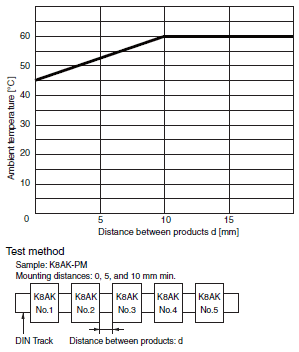 60
50
40
30
20
10
0
5 10 15
Ambient temperature [°C]
Distance between products d [mm]
Test method
Sample: K8AK-PM
Mounting distances: 0, 5, and 10 mm min.
K8AK No.1
K8AK No.2
K8AK No.3
K8AK No.4
K8AK No.5
DIN Track
Distance between products: d